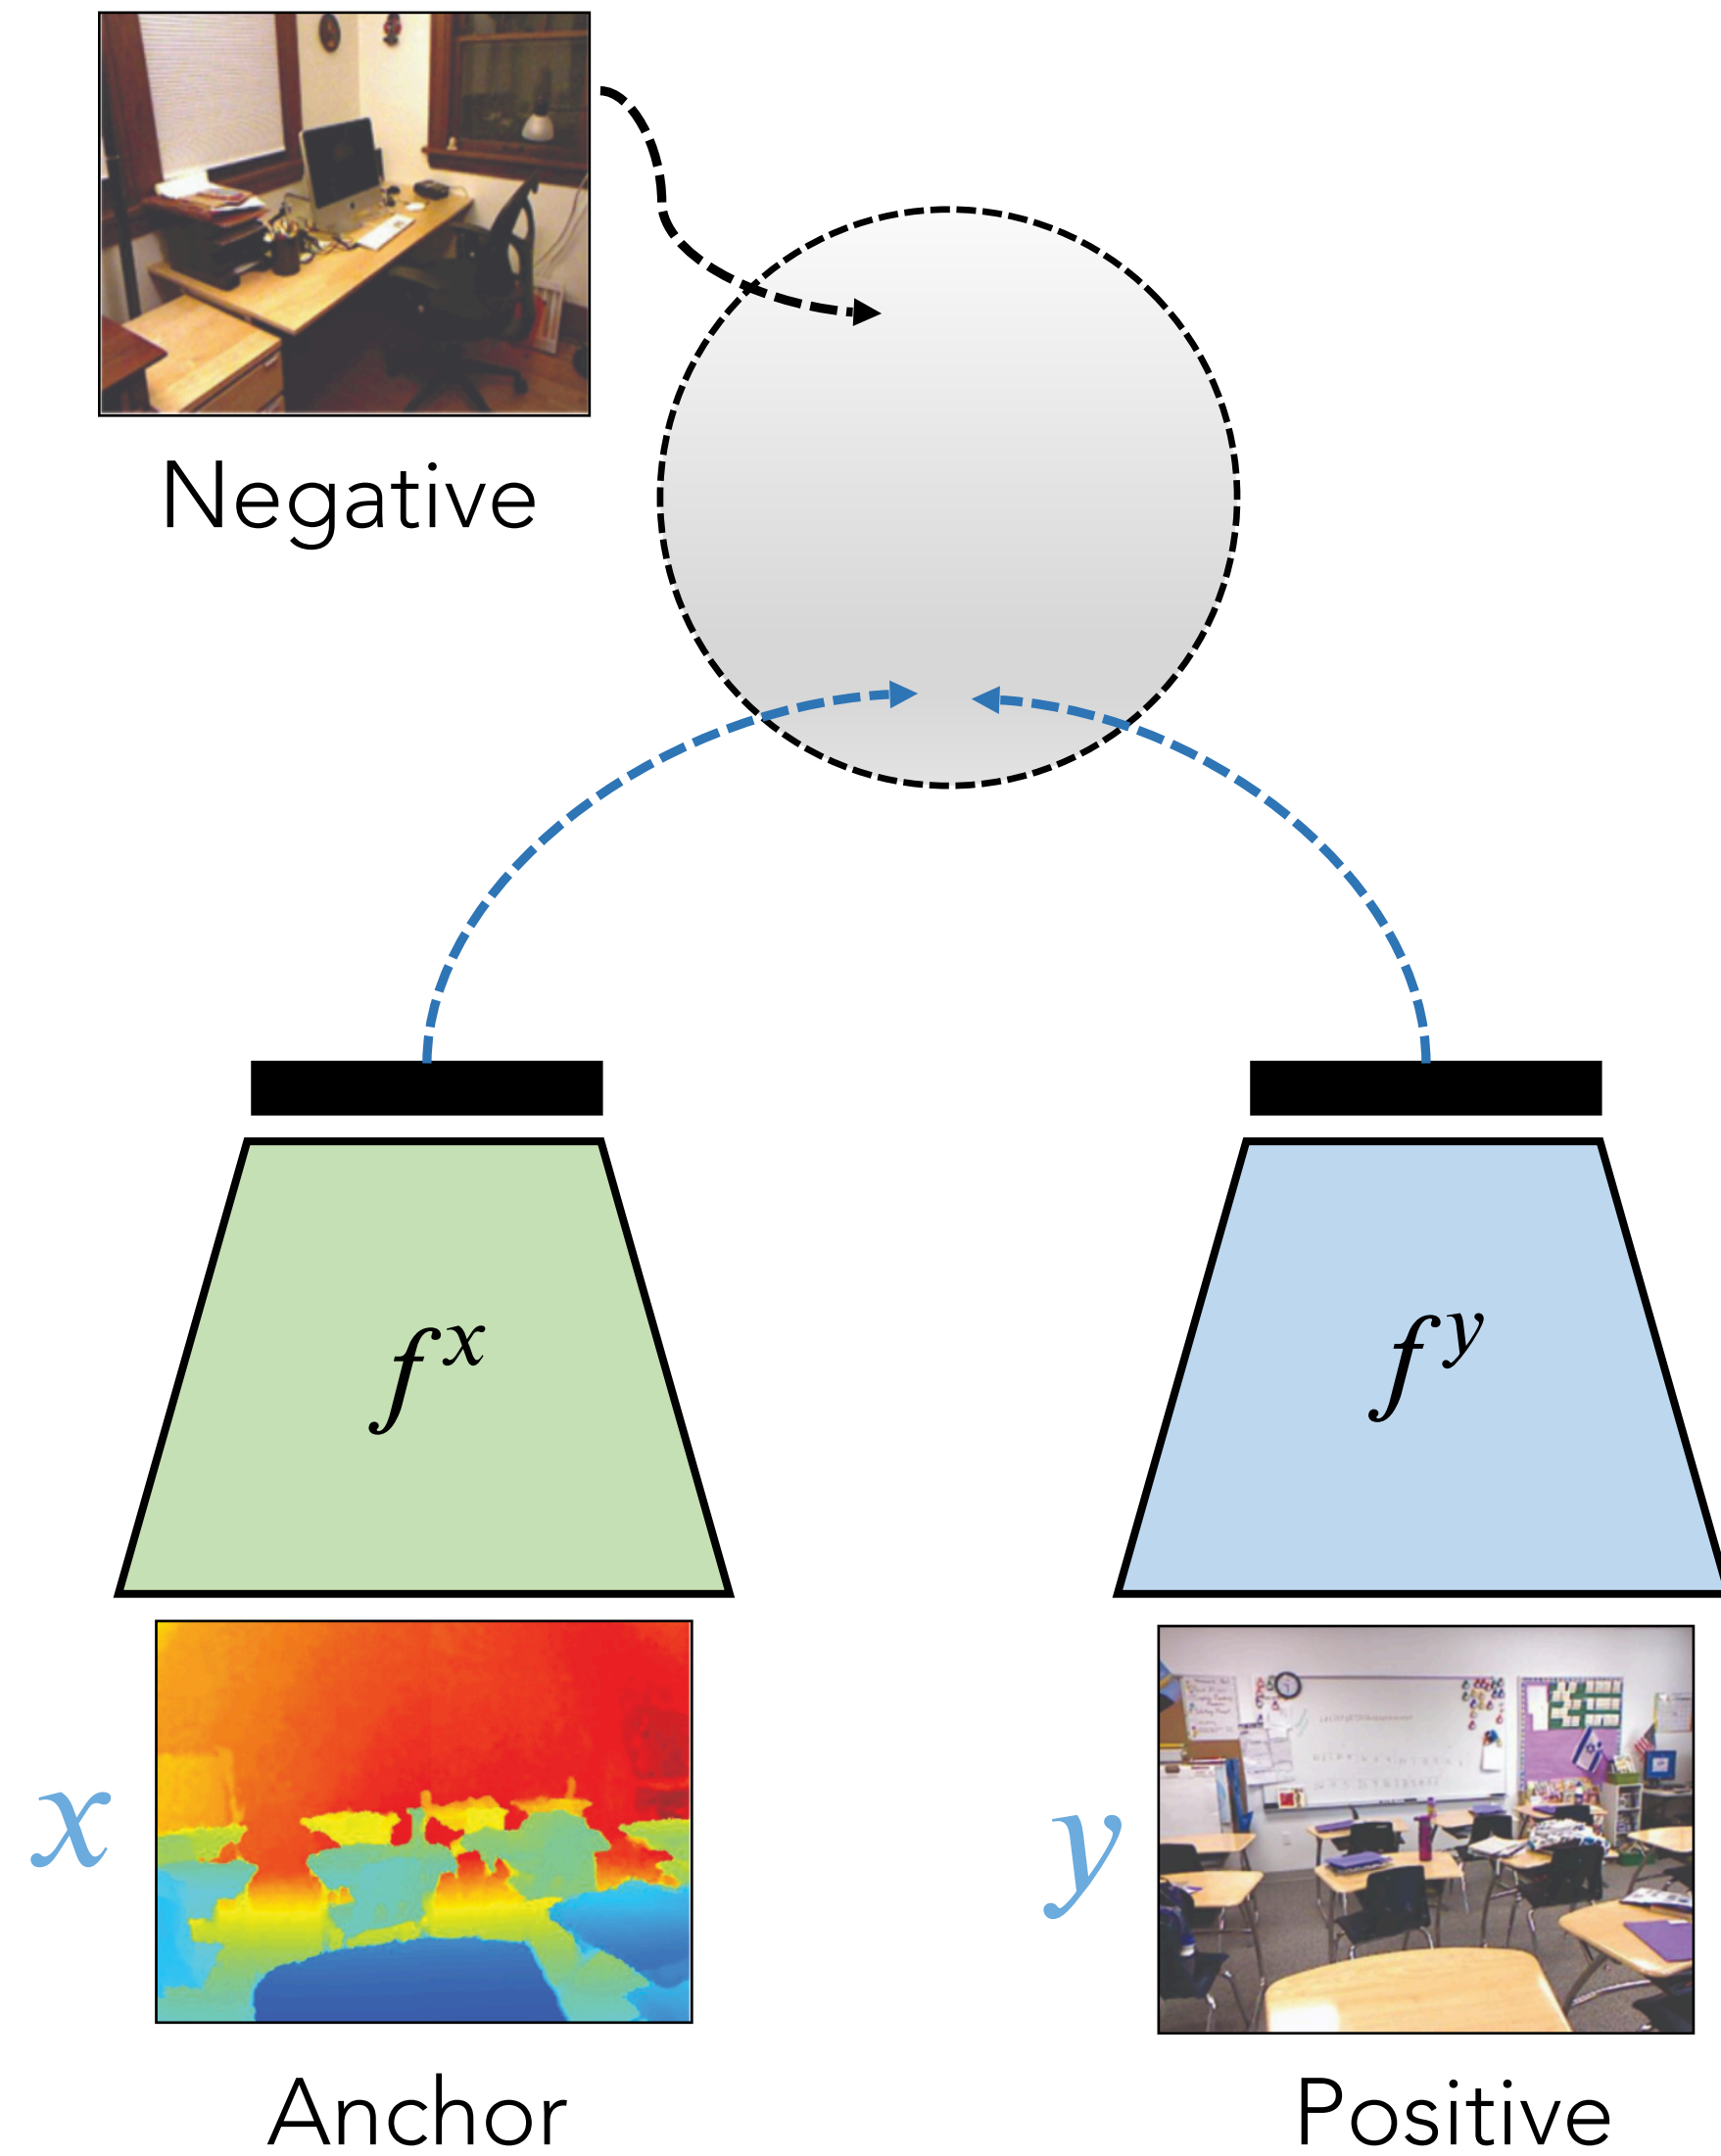 Negative
f^x
f^y
x
y
Anchor
Positive